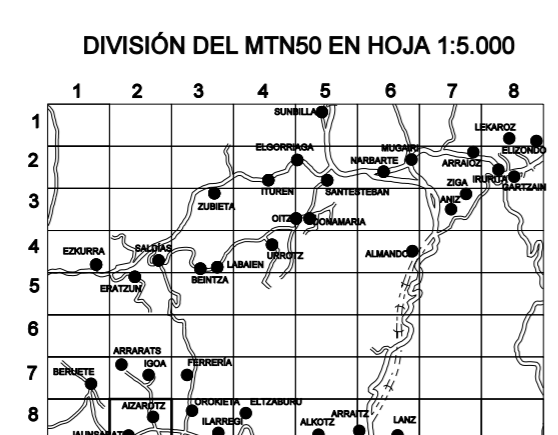 DIVISIÓN DEL MTN50 EN HOJA 1:5.000
1 2 3 4 5 6 7 8
1
SUNBILLA
LEKAROZ
ELIZONDO
2
ELGORRIAGA
MUGAIRI
NARBARTE
ARRAIOZ
IRURITA
GARTZAIN
3
ZUBIETA
ITUREN
SANTESTEBAN
ZIGA
ANIZ
OITZ
DONAMARIA
4
EZKURRA
SALDÍAS
URROTZ
ALMANDOZ
LABAIEN
BEINTZA
5
ERATZUN
6
ARRARATS
7
BERUETE
IGOA
FERRERÍA
8
AIZAROTZ
OROKIETA
ELTZABURU
ILARREGI
ALKOTZ
ARRAITZ
LANZ